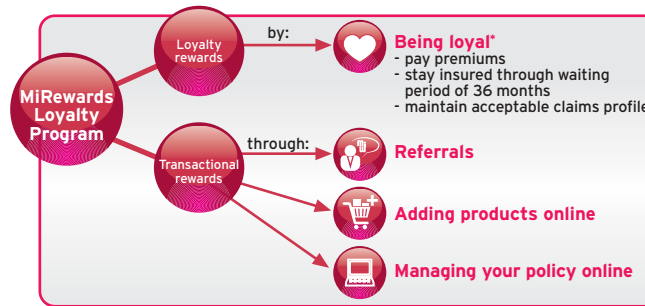 MiRewards
Loyalty
Program
Loyalty
rewards
by:
Being loyal*
- pay premiums
- stay insured through waiting
period of 36 months
- maintain acceptable claims profile
Transactional
rewards
through:
Referrals
Adding products online
Managing your policy online